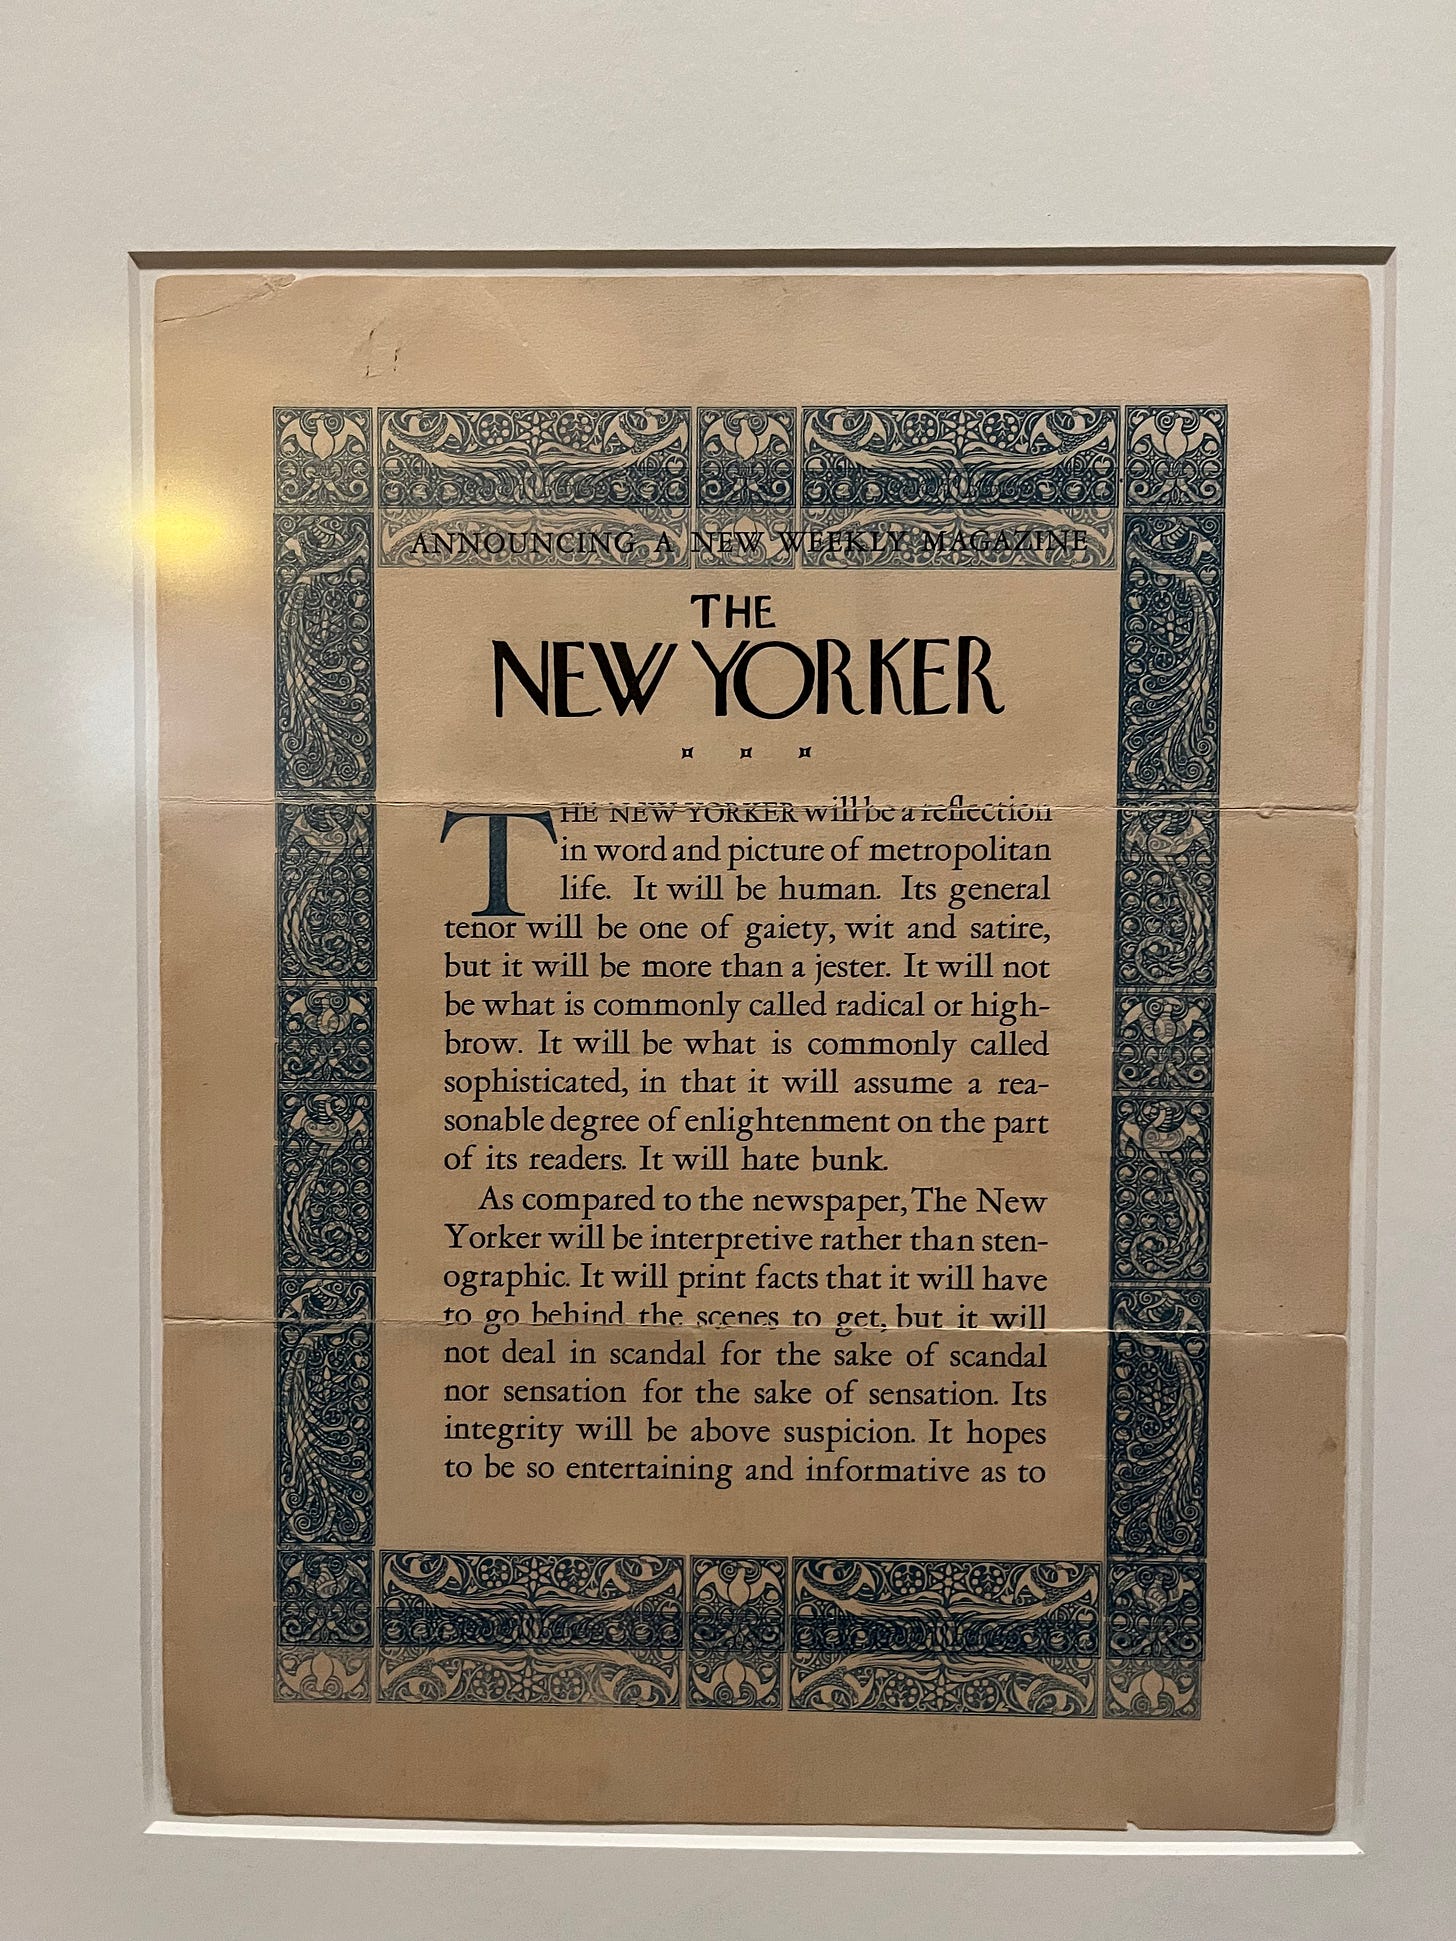 ANNOUNCING A NEW WEEKLY MAGAZINE
THE
NEW YORKER
THE NEW YORKER will be a reflection
in word and picture of metropolitan
life. It will be human. Its general
tenor will be one of gaiety, wit and satire,
but it will be more than a jester. It will not
be what is commonly called radical or high-
brow. It will be what is commonly called
sophisticated, in that it will assume a rea-
sonable degree of enlightenment on the part
of its readers. It will hate bunk.
As compared to the newspaper, The New
Yorker will be interpretive rather than sten-
ographic. It will print facts that it will have
to go behind the scenes to get, but it will
not deal in scandal for the sake of scandal
nor sensation for the sake of sensation. Its
integrity will be above suspicion. It hopes
to be so entertaining and informative as to